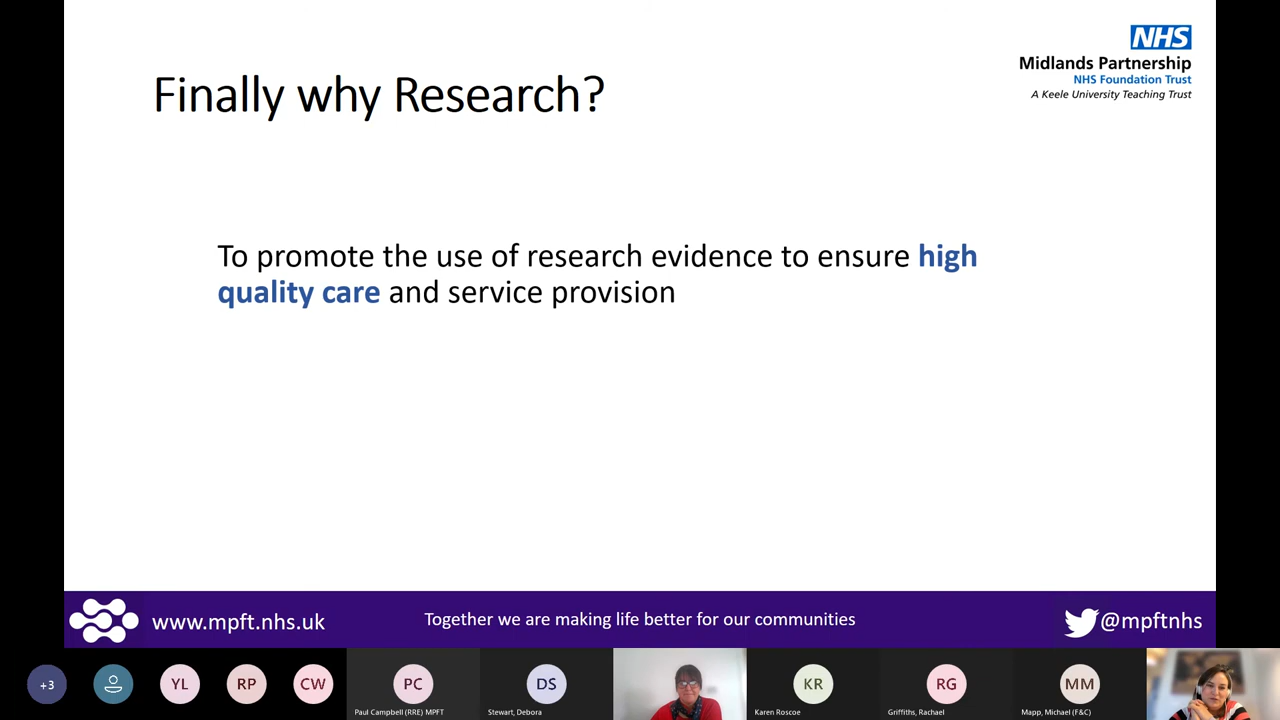 NHS
Midlands Partnership
NHS Foundation Trust
A Keele University Teaching Trust
Finally why Research?
To promote the use of research evidence to ensure high
quality care and service provision
www.mpft.nhs.uk
Together we are making life better for our communities
@mpftnhs
+3
YL
RP
CW
PC
DS
KR
RG
MM
Paul Campbell (RRE) MPFT
Stewart, Debora
Karen Roscoe
Griffiths, Rachael
Mapp, Michael (F&C)